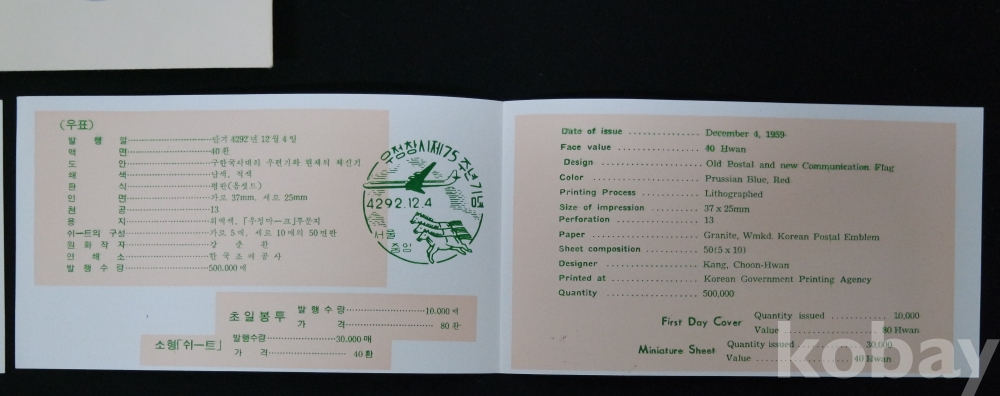 (우표)
발 행 일 단기 4292년 12월 4일
액 면 40환
도 안 구한국시대의 우편기와 현재의 체신기
쇄 색 남색, 적색
판 식 평판(옵셋트)
인 면 가로 37mm, 세로 25mm
천 공 13
용 지 회백색, 「우정마—크」투문지
쉬—트의 구성 가로 5매, 세로 10매의 50면판
원 화 작 자 강 춘 환
인 쇄 소 한국조폐공사
발 행 수 량 500.000매
초일봉투 발행수량 10.000매
가 격 80환
소형「쉬—트」 발행수량 30.000매
가 격 40환
우정창시제75주년기념
4292.12.4
서울
중앙
Date of issue December 4, 1959
Face value 40 Hwan
Design Old Postal and new Communication Flag
Color Prussian Blue, Red
Printing Process Lithographed
Size of impression 37 x 25mm
Perforation 13
Paper Granite, Wmkd. Korean Postal Emblem
Sheet composition 50(5 x 10)
Designer Kang, Choon-Hwan
Printed at Korean Government Printing Agency
Quantity 500,000
First Day Cover Quantity issued 10,000
Value 80 Hwan
Miniature Sheet Quantity issued 30,000
Value 40 Hwan
kobay